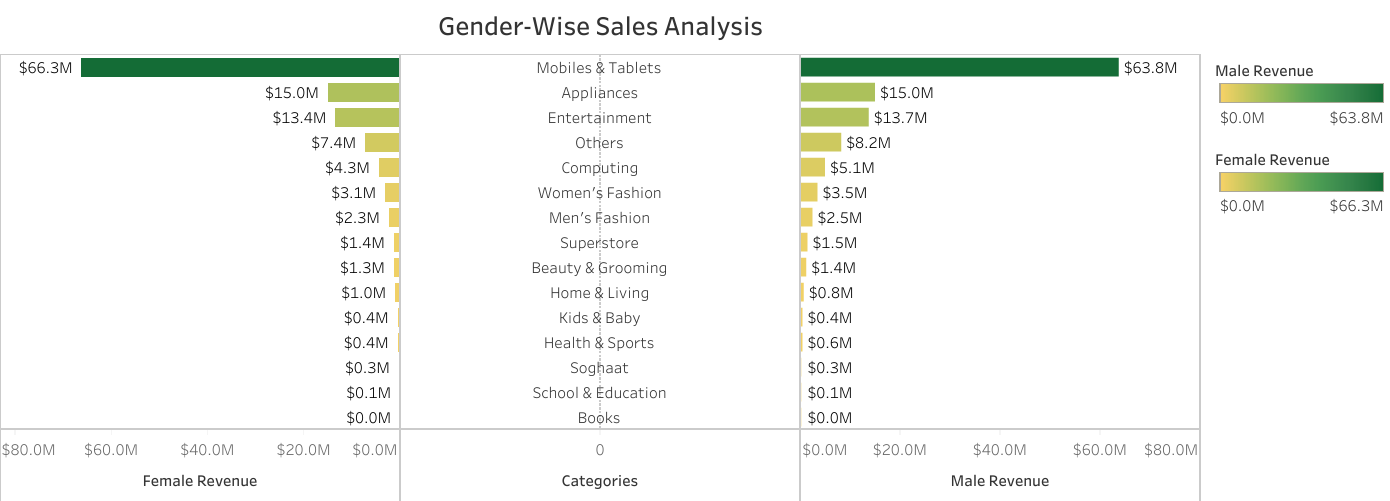 Gender-Wise Sales Analysis
$66.3M Mobiles & Tablets $63.8M
$15.0M Appliances $15.0M
$13.4M Entertainment $13.7M
$7.4M Others $8.2M
$4.3M Computing $5.1M
$3.1M Women's Fashion $3.5M
$2.3M Men's Fashion $2.5M
$1.4M Superstore $1.5M
$1.3M Beauty & Grooming $1.4M
$1.0M Home & Living $0.8M
$0.4M Kids & Baby $0.4M
$0.4M Health & Sports $0.6M
$0.3M Soghaat $0.3M
$0.1M School & Education $0.1M
$0.0M Books $0.0M
$80.0M $60.0M $40.0M $20.0M $0.0M 0 $0.0M $20.0M $40.0M $60.0M $80.0M
Female Revenue Categories Male Revenue
Male Revenue
$0.0M $63.8M
Female Revenue
$0.0M $66.3M